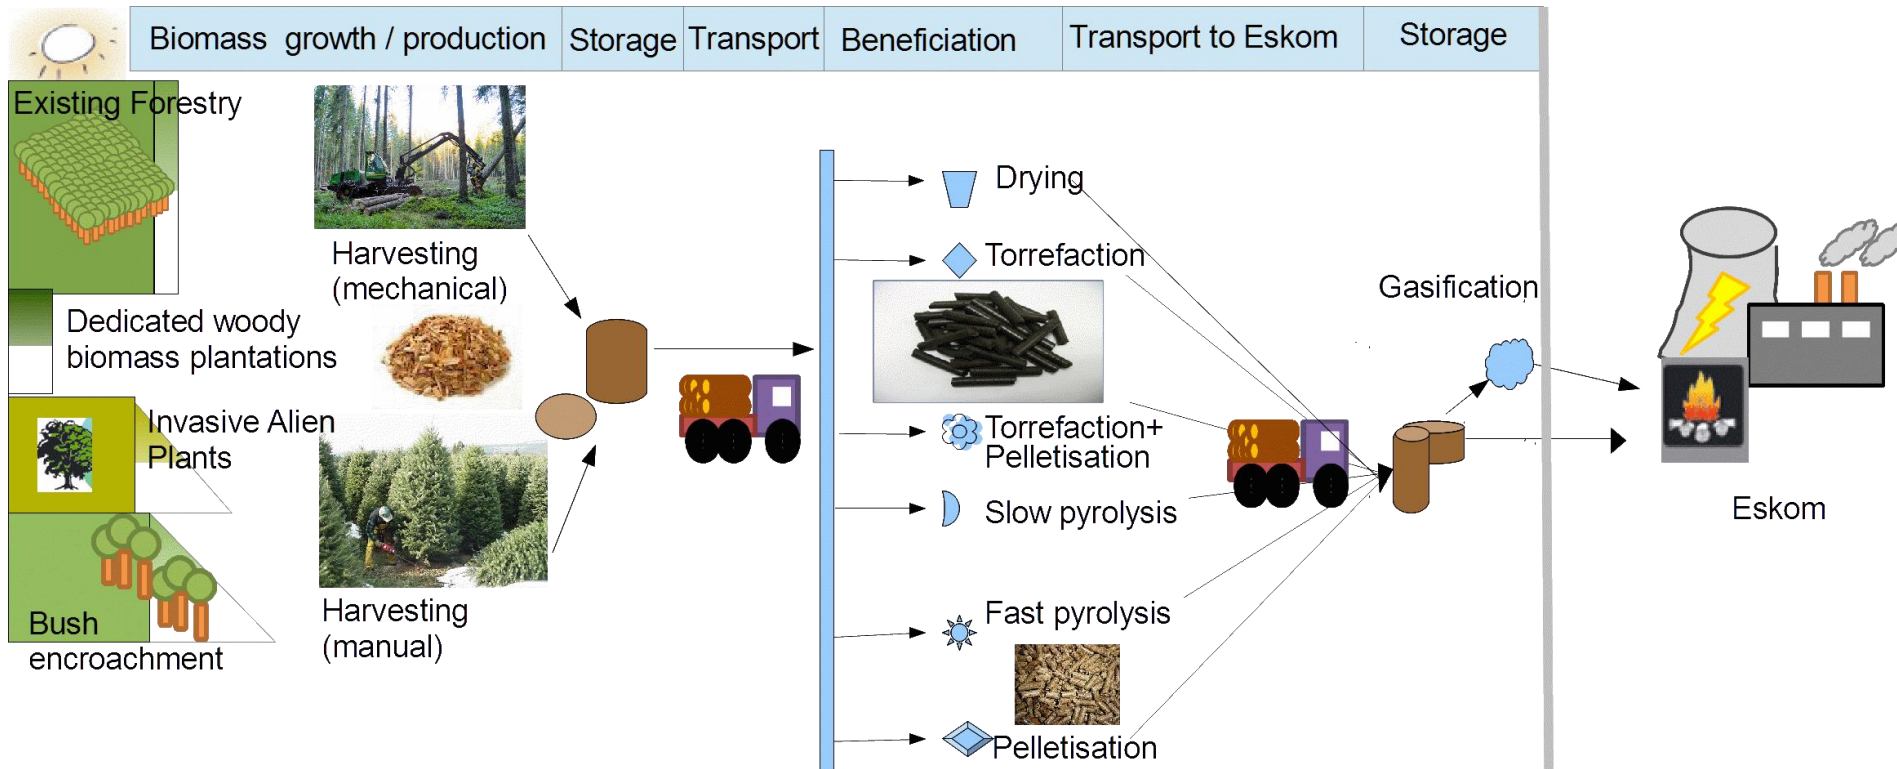 Biomass growth / production
Storage
Transport
Beneficiation
Transport to Eskom
Storage
Existing Forestry
Harvesting
(mechanical)
Dedicated woody
biomass plantations
Invasive Alien
Plants
Harvesting
(manual)
Bush
encroachment
Drying
Torrefaction
Torrefaction+
Pelletisation
Slow pyrolysis
Fast pyrolysis
Pelletisation
Gasification
Eskom